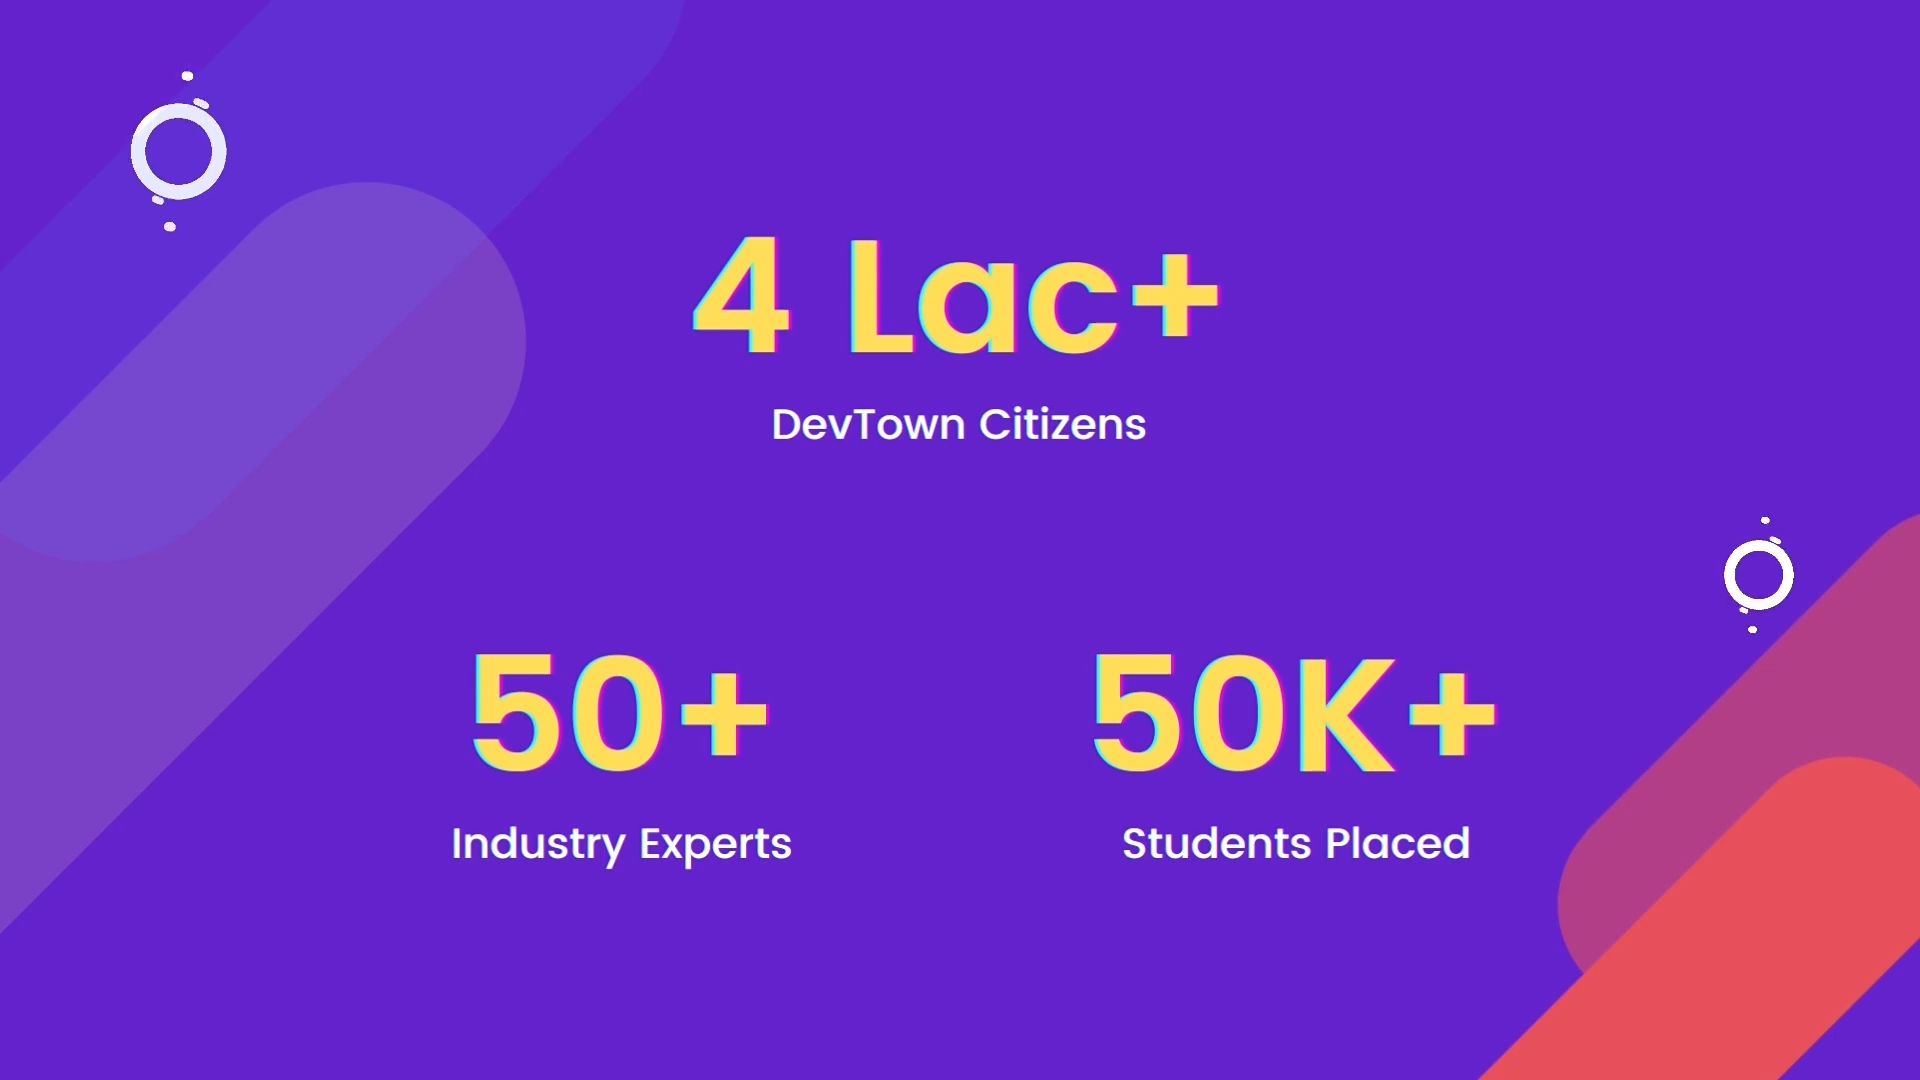 4 Lac+
DevTown Citizens
50+
Industry Experts
50K+
Students Placed